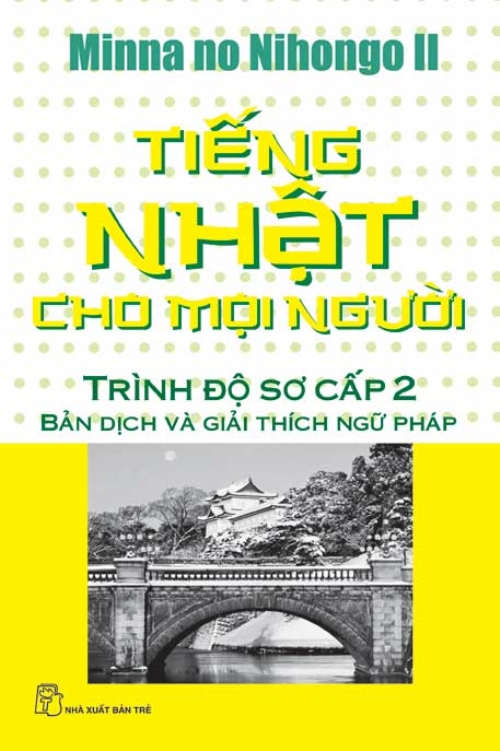 Minna no Nihongo II
TIẾNG
NHẬT
CHO MỌI NGƯỜI
TRÌNH ĐỘ SƠ CẤP 2
BẢN DỊCH VÀ GIẢI THÍCH NGỮ PHÁP
NHÀ XUẤT BẢN TRẺ